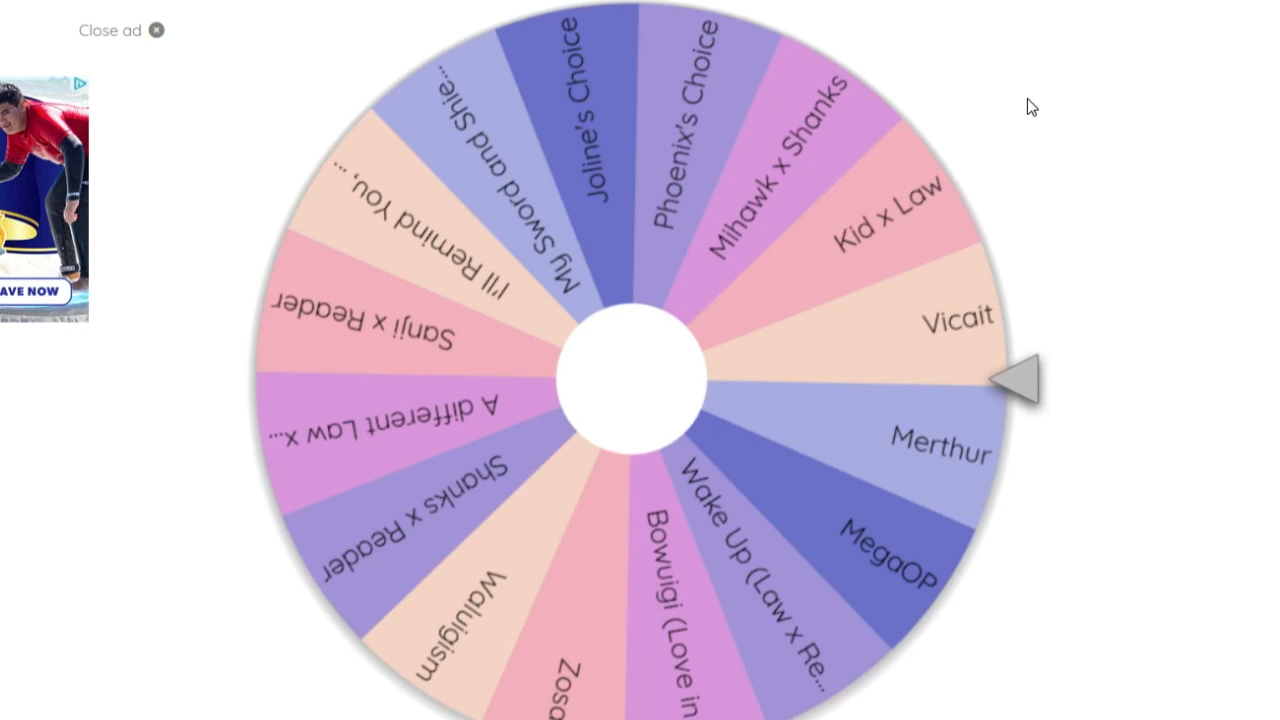 Close ad
AVE NOW
Joline's Choice
Phoenix's Choice
Mihawk x Shanks
Kid x Law
Vicait
Merthur
MegaOP
Wake Up (Law x Re...
Bowuigi (Love in
Zosa
Waluigism
Shanks x Reader
A different Law x...
Sanji x Reader
I'll Remind You, ...
My Sword and Shie...